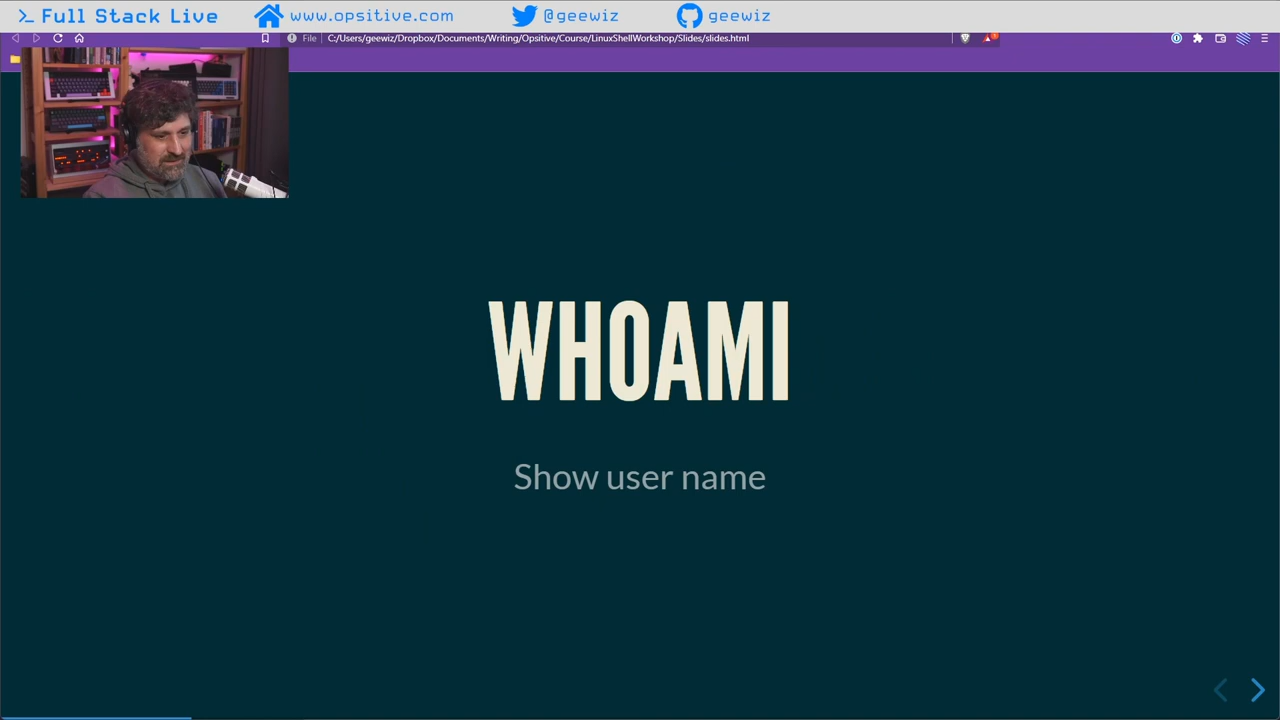 >_ Full Stack Live
www.opsitive.com
@geewiz
geewiz
File
C:/Users/geewiz/Dropbox/Documents/Writing/Opsitive/Course/LinuxShellWorkshop/Slides/slides.html
WHOAMI
Show user name